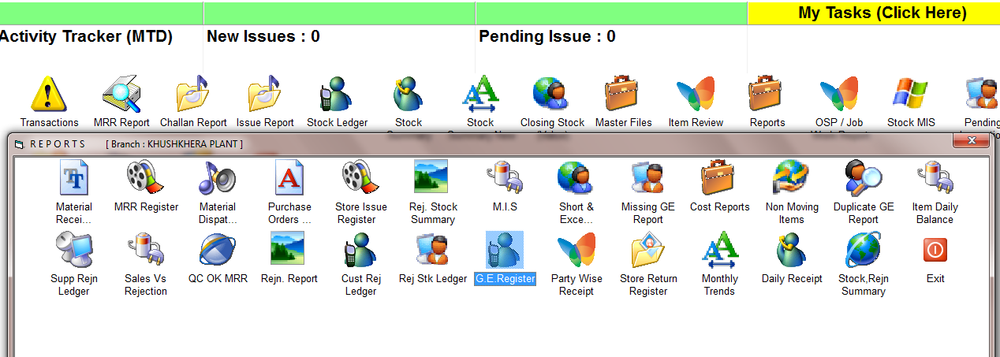 My Tasks (Click Here)
Activity Tracker (MTD) New Issues : 0 Pending Issue : 0
Transactions MRR Report Challan Report Issue Report Stock Ledger Stock Stock Closing Stock Master Files Item Review Reports OSP / Job Stock MIS Pending
REPORTS [ Branch : KHUSHKHERA PLANT ]
Material MRR Register Material Purchase Store Issue Rej. Stock M.I.S Short & Missing GE Cost Reports Non Moving Duplicate GE Item Daily
Recei... Dispat... Orders ... Register Summary Exce... Report Items Report Balance
Supp Rejn Sales Vs QC OK MRR Rejn. Report Cust Rej Rej Stk Ledger G.E.Register Party Wise Store Return Monthly Daily Receipt Stock,Rejn Exit
Ledger Rejection Ledger Receipt Register Trends Summary